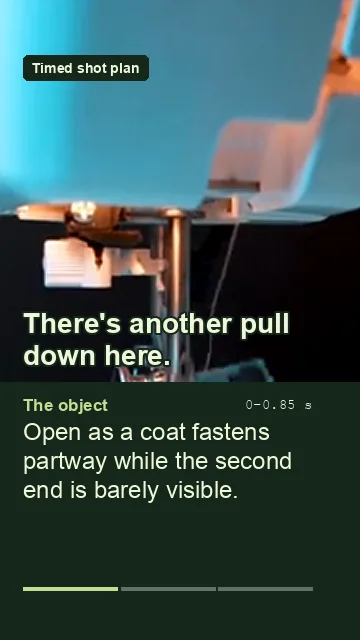 Timed shot plan
There's another pull
down here.
The object
0–0.85 s
Open as a coat fastens
partway while the second
end is barely visible.